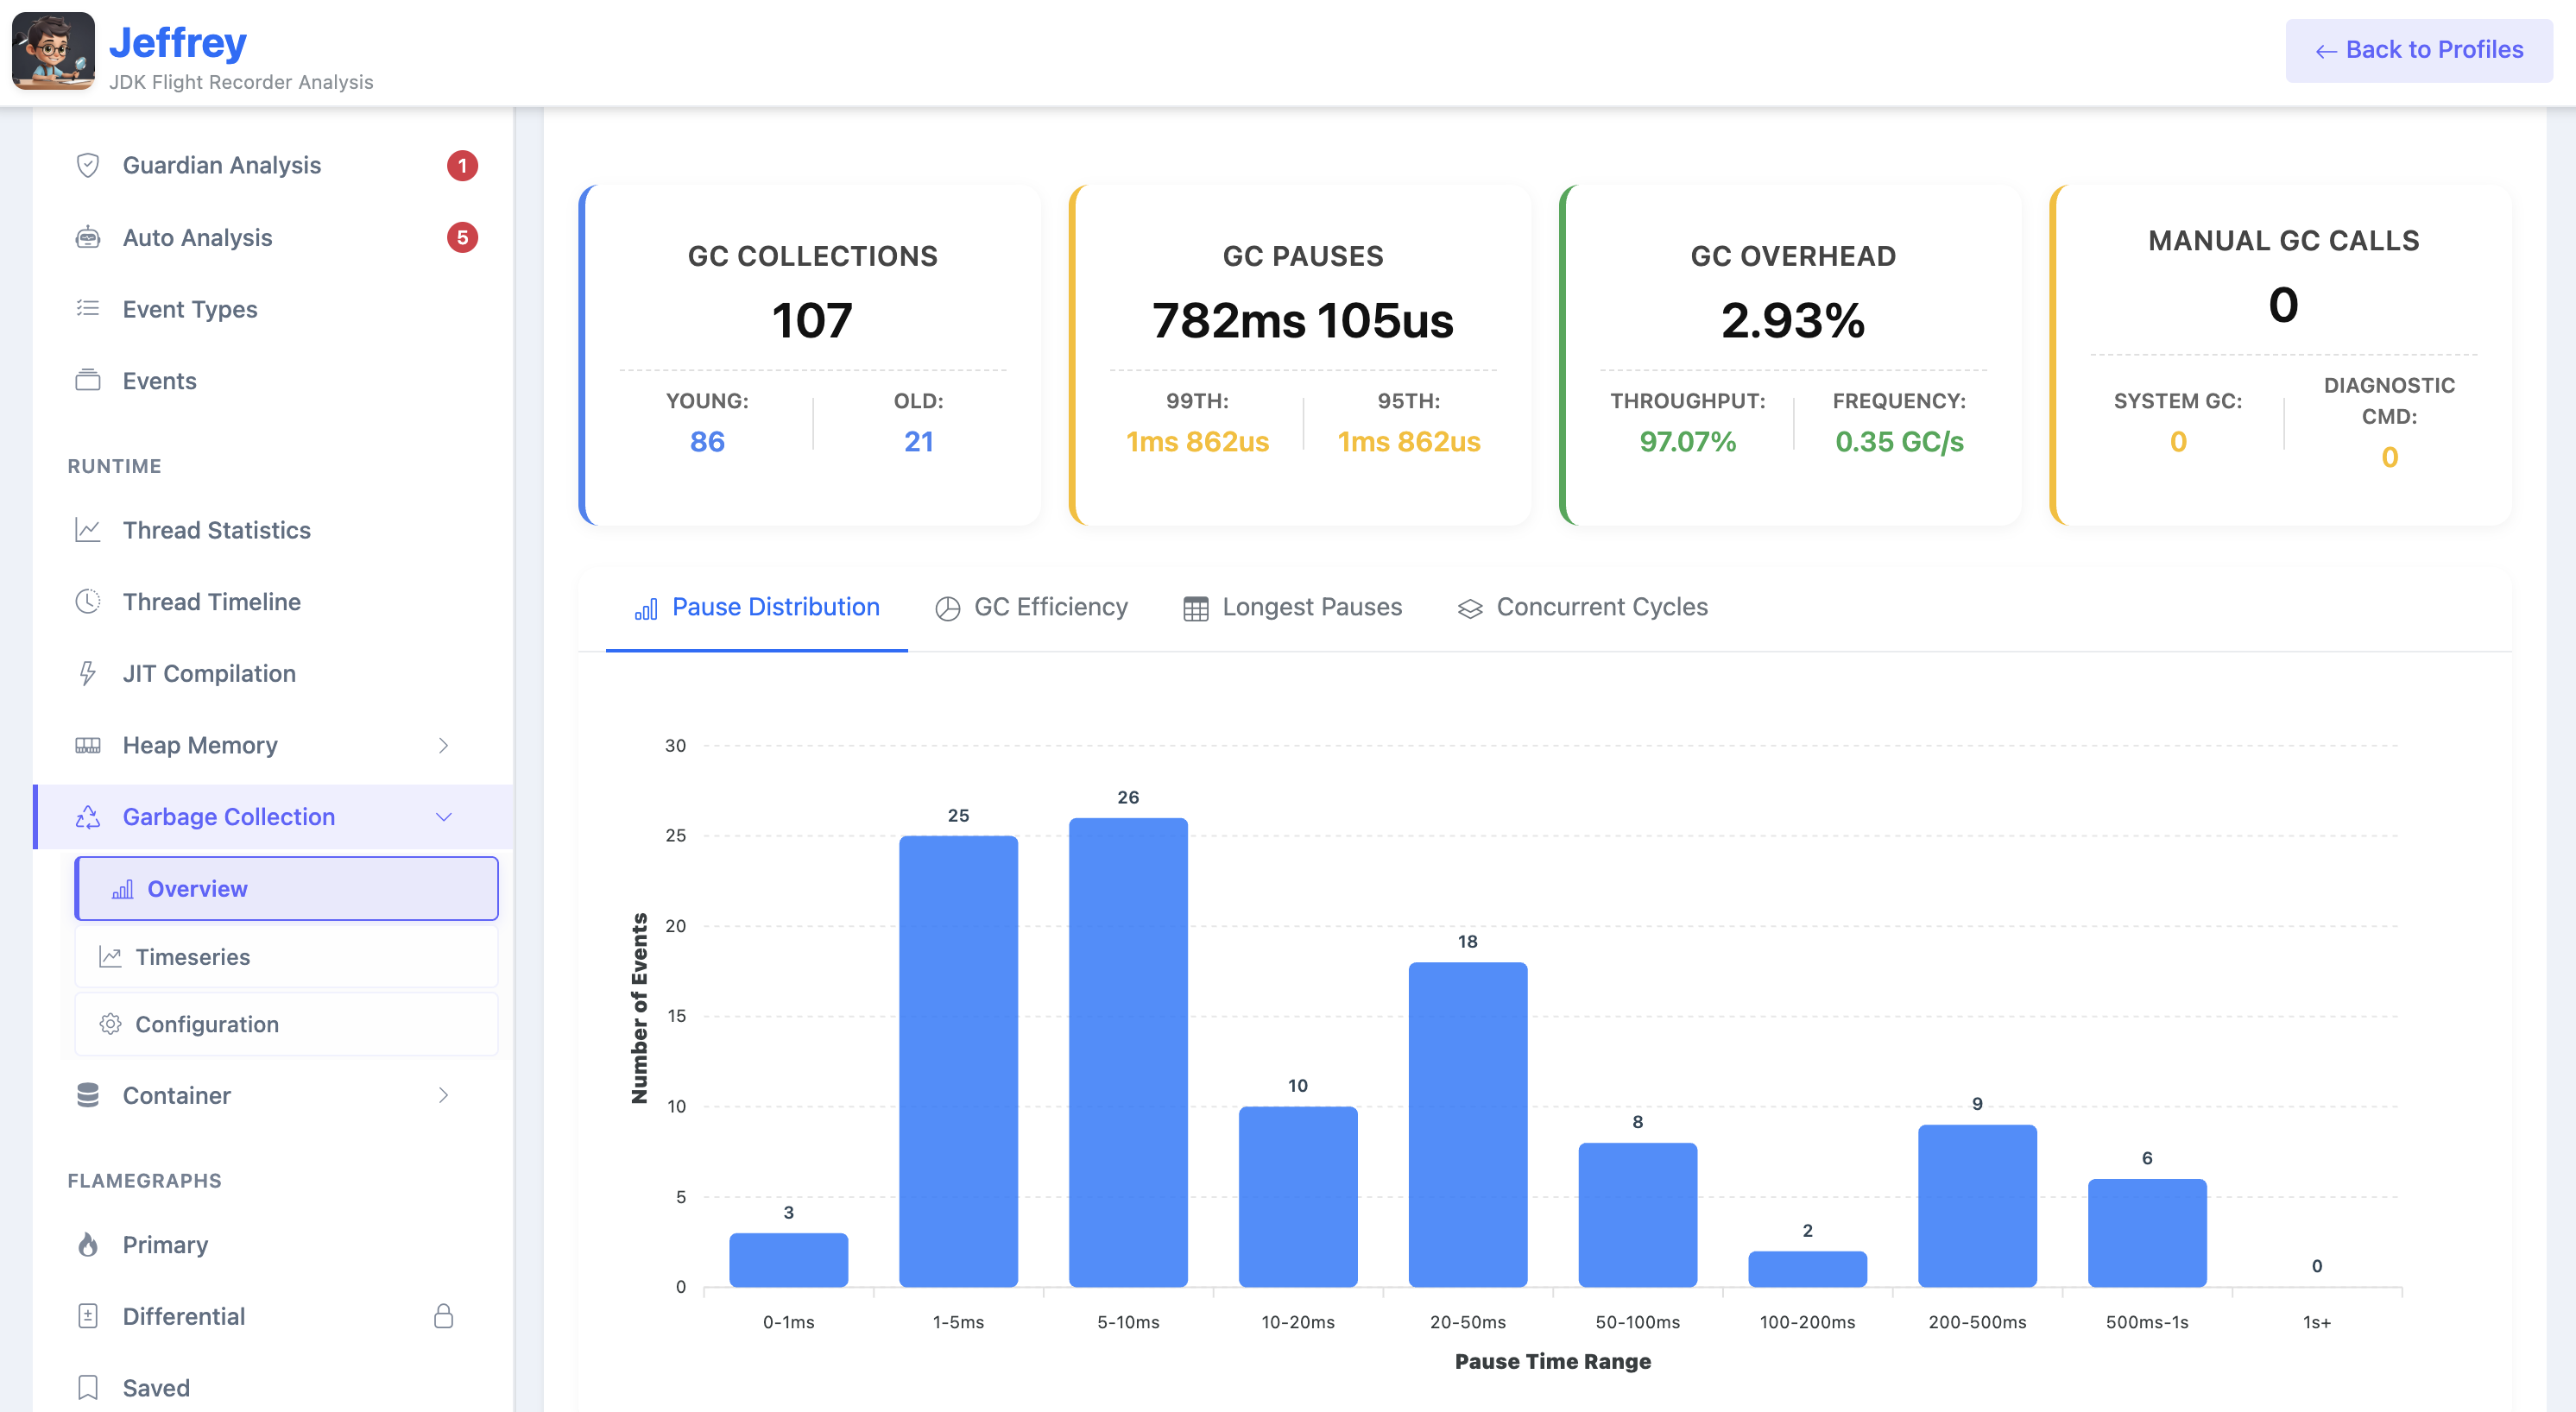 Jeffrey
JDK Flight Recorder Analysis
← Back to Profiles
Guardian Analysis 1
Auto Analysis 5
Event Types
Events
RUNTIME
Thread Statistics
Thread Timeline
JIT Compilation
Heap Memory
Garbage Collection
Overview
Timeseries
Configuration
Container
FLAMEGRAPHS
Primary
Differential
Saved
GC COLLECTIONS
107
YOUNG: OLD:
86 21
GC PAUSES
782ms 105us
99TH: 95TH:
1ms 862us 1ms 862us
GC OVERHEAD
2.93%
THROUGHPUT: FREQUENCY:
97.07% 0.35 GC/s
MANUAL GC CALLS
0
SYSTEM GC: DIAGNOSTIC
CMD:
0 0
Pause Distribution GC Efficiency Longest Pauses Concurrent Cycles
Number of Events
30
25
20
15
10
5
0
3 25 26 10 18 8 2 9 6 0
0-1ms 1-5ms 5-10ms 10-20ms 20-50ms 50-100ms 100-200ms 200-500ms 500ms-1s 1s+
Pause Time Range